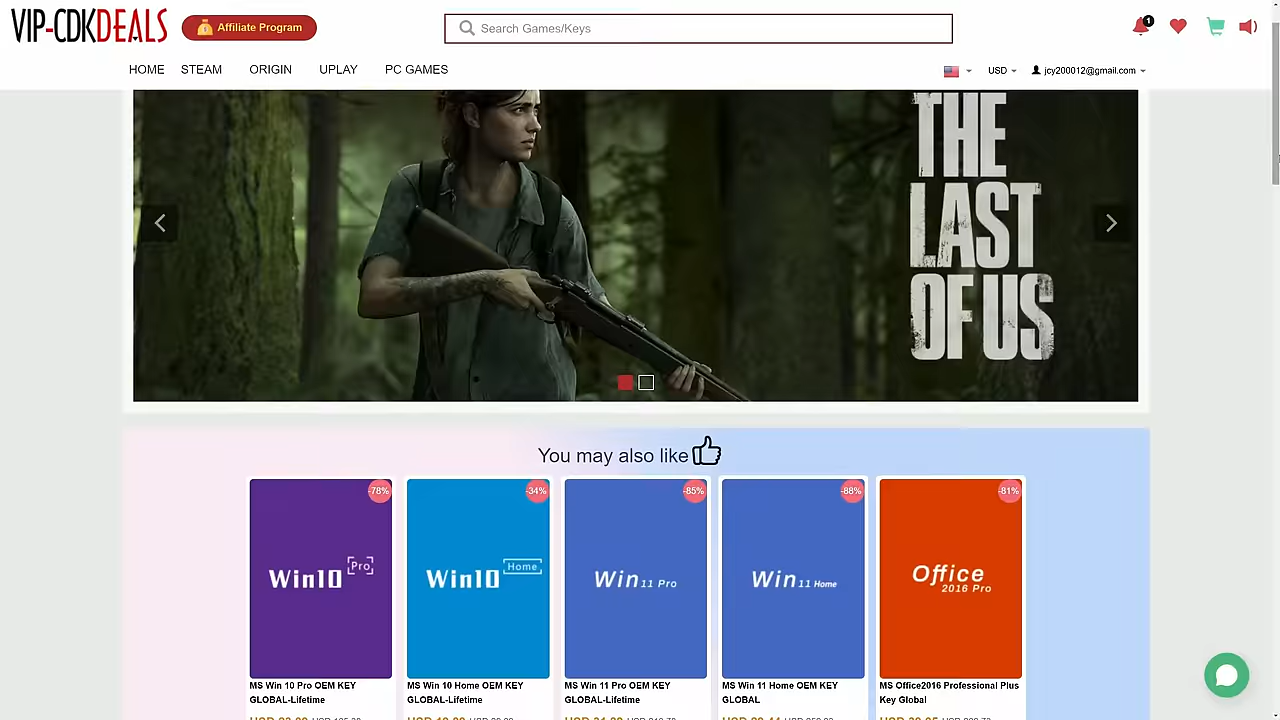 VIP-CDKDEALS
Affiliate Program
Search Games/Keys
1
HOME STEAM ORIGIN UPLAY PC GAMES
USD jcy200012@gmail.com
THE
LAST
OF US
You may also like
-78% -34% -85% -88% -81%
Win10 Pro
Win10 Home
Win 11 Pro
Win 11 Home
Office
2016 Pro
MS Win 10 Pro OEM KEY
GLOBAL-Lifetime
MS Win 10 Home OEM KEY
GLOBAL-Lifetime
MS Win 11 Pro OEM KEY
GLOBAL-Lifetime
MS Win 11 Home OEM KEY
GLOBAL
MS Office2016 Professional Plus
Key Global